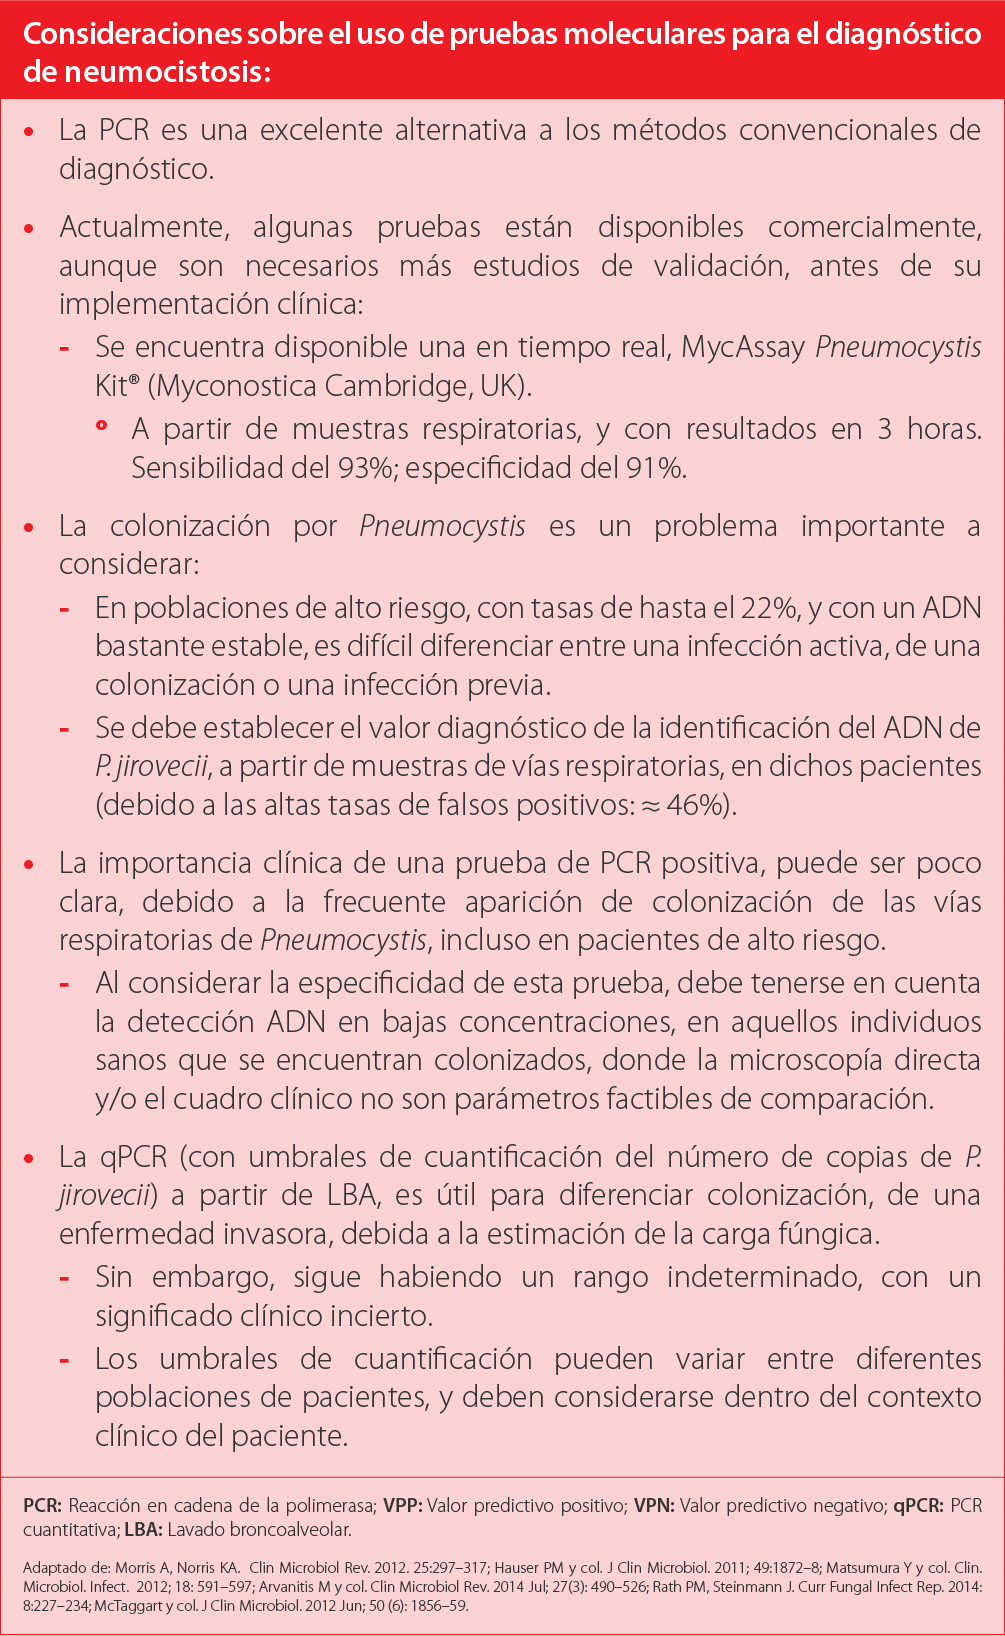 Consideraciones sobre el uso de pruebas moleculares para el diagnóstico
de neumocistosis:
• La PCR es una excelente alternativa a los métodos convencionales de
diagnóstico.
• Actualmente, algunas pruebas están disponibles comercialmente,
aunque son necesarios más estudios de validación, antes de su
implementación clínica:
- Se encuentra disponible una en tiempo real, MycAssay Pneumocystis
Kit® (Myconostica Cambridge, UK).
° A partir de muestras respiratorias, y con resultados en 3 horas.
Sensibilidad del 93%; especificidad del 91%.
• La colonización por Pneumocystis es un problema importante a
considerar:
- En poblaciones de alto riesgo, con tasas de hasta el 22%, y con un ADN
bastante estable, es difícil diferenciar entre una infección activa, de una
colonización o una infección previa.
- Se debe establecer el valor diagnóstico de la identificación del ADN de
P. jirovecii, a partir de muestras de vías respiratorias, en dichos pacientes
(debido a las altas tasas de falsos positivos: ≈ 46%).
• La importancia clínica de una prueba de PCR positiva, puede ser poco
clara, debido a la frecuente aparición de colonización de las vías
respiratorias de Pneumocystis, incluso en pacientes de alto riesgo.
- Al considerar la especificidad de esta prueba, debe tenerse en cuenta
la detección ADN en bajas concentraciones, en aquellos individuos
sanos que se encuentran colonizados, donde la microscopía directa
y/o el cuadro clínico no son parámetros factibles de comparación.
• La qPCR (con umbrales de cuantificación del número de copias de P.
jirovecii) a partir de LBA, es útil para diferenciar colonización, de una
enfermedad invasora, debida a la estimación de la carga fúngica.
- Sin embargo, sigue habiendo un rango indeterminado, con un
significado clínico incierto.
- Los umbrales de cuantificación pueden variar entre diferentes
poblaciones de pacientes, y deben considerarse dentro del contexto
clínico del paciente.
PCR: Reacción en cadena de la polimerasa; VPP: Valor predictivo positivo; VPN: Valor predictivo negativo; qPCR: PCR
cuantitativa; LBA: Lavado broncoalveolar.
Adaptado de: Morris A, Norris KA. Clin Microbiol Rev. 2012. 25:297–317; Hauser PM y col. J Clin Microbiol. 2011; 49:1872–8; Matsumura Y y col. Clin.
Microbiol. Infect. 2012; 18: 591–597; Arvanitis M y col. Clin Microbiol Rev. 2014 Jul; 27(3): 490–526; Rath PM, Steinmann J. Curr Fungal Infect Rep. 2014:
8:227–234; McTaggart y col. J Clin Microbiol. 2012 Jun; 50 (6): 1856–59.